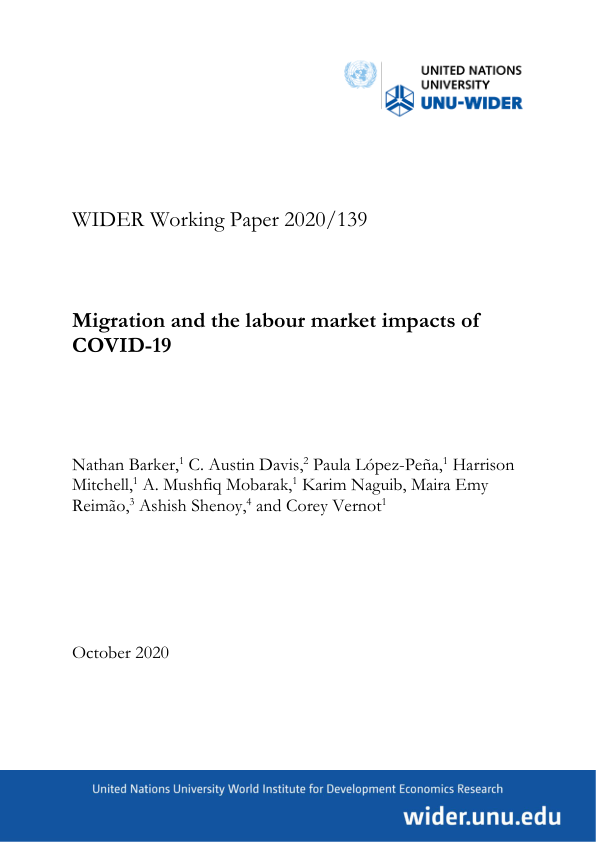 UNITED NATIONS
UNIVERSITY
UNU-WIDER
WIDER Working Paper 2020/139
Migration and the labour market impacts of
COVID-19
Nathan Barker,¹ C. Austin Davis,² Paula López-Peña,¹ Harrison
Mitchell,¹ A. Mushfiq Mobarak,¹ Karim Naguib, Maira Emy
Reimão,³ Ashish Shenoy,⁴ and Corey Vernot¹
October 2020
United Nations University World Institute for Development Economics Research
wider.unu.edu